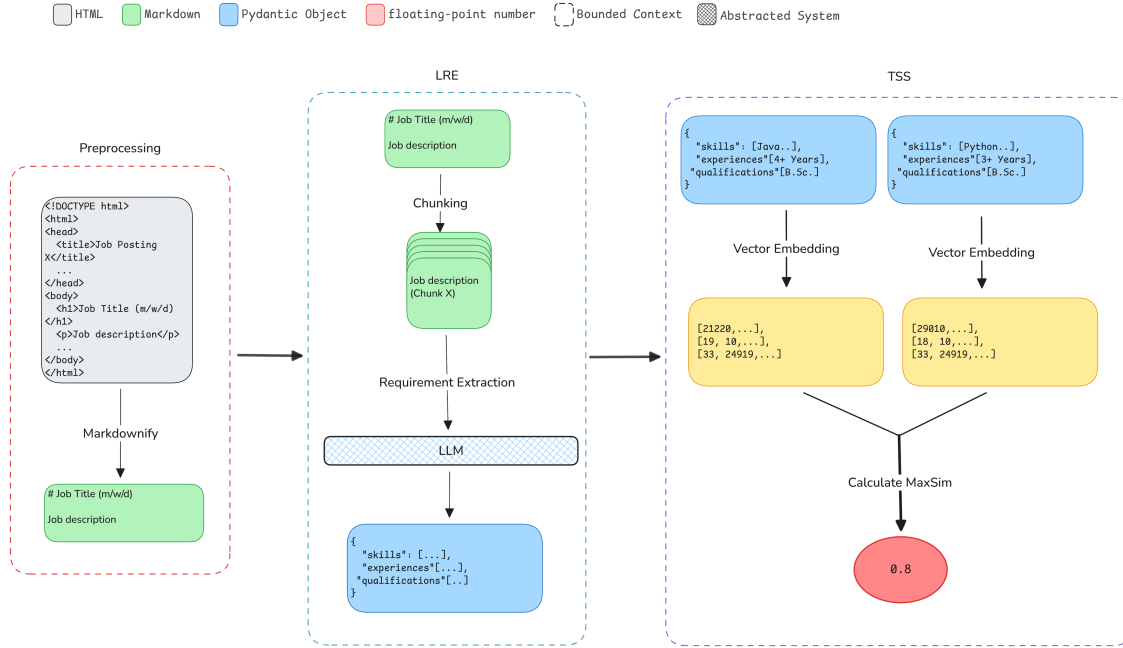 HTML Markdown Pydantic Object floating-point number Bounded Context Abstracted System
Preprocessing
<!DOCTYPE html>
<html>
<head>
<title>Job Posting
X</title>
...
</head>
<body>
<h1>Job Title (m/w/d)
</h1>
<p>Job description</p>
...
</body>
</html>
Markdownify
# Job Title (m/w/d)
Job description
LRE
# Job Title (m/w/d)
Job description
Chunking
Job description
(Chunk X)
Requirement Extraction
LLM
{
"skills": [...],
"experiences"[...],
"qualifications"[..]
}
TSS
{
"skills": [Java..],
"experiences"[4+ Years],
"qualifications"[B.Sc.]
}
{
"skills": [Python..],
"experiences"[3+ Years],
"qualifications"[B.Sc.]
}
Vector Embedding
Vector Embedding
[21220,...],
[19, 10,...],
[33, 24919,...]
[29010,...],
[18, 10,...],
[33, 24919,...]
Calculate MaxSim
0.8